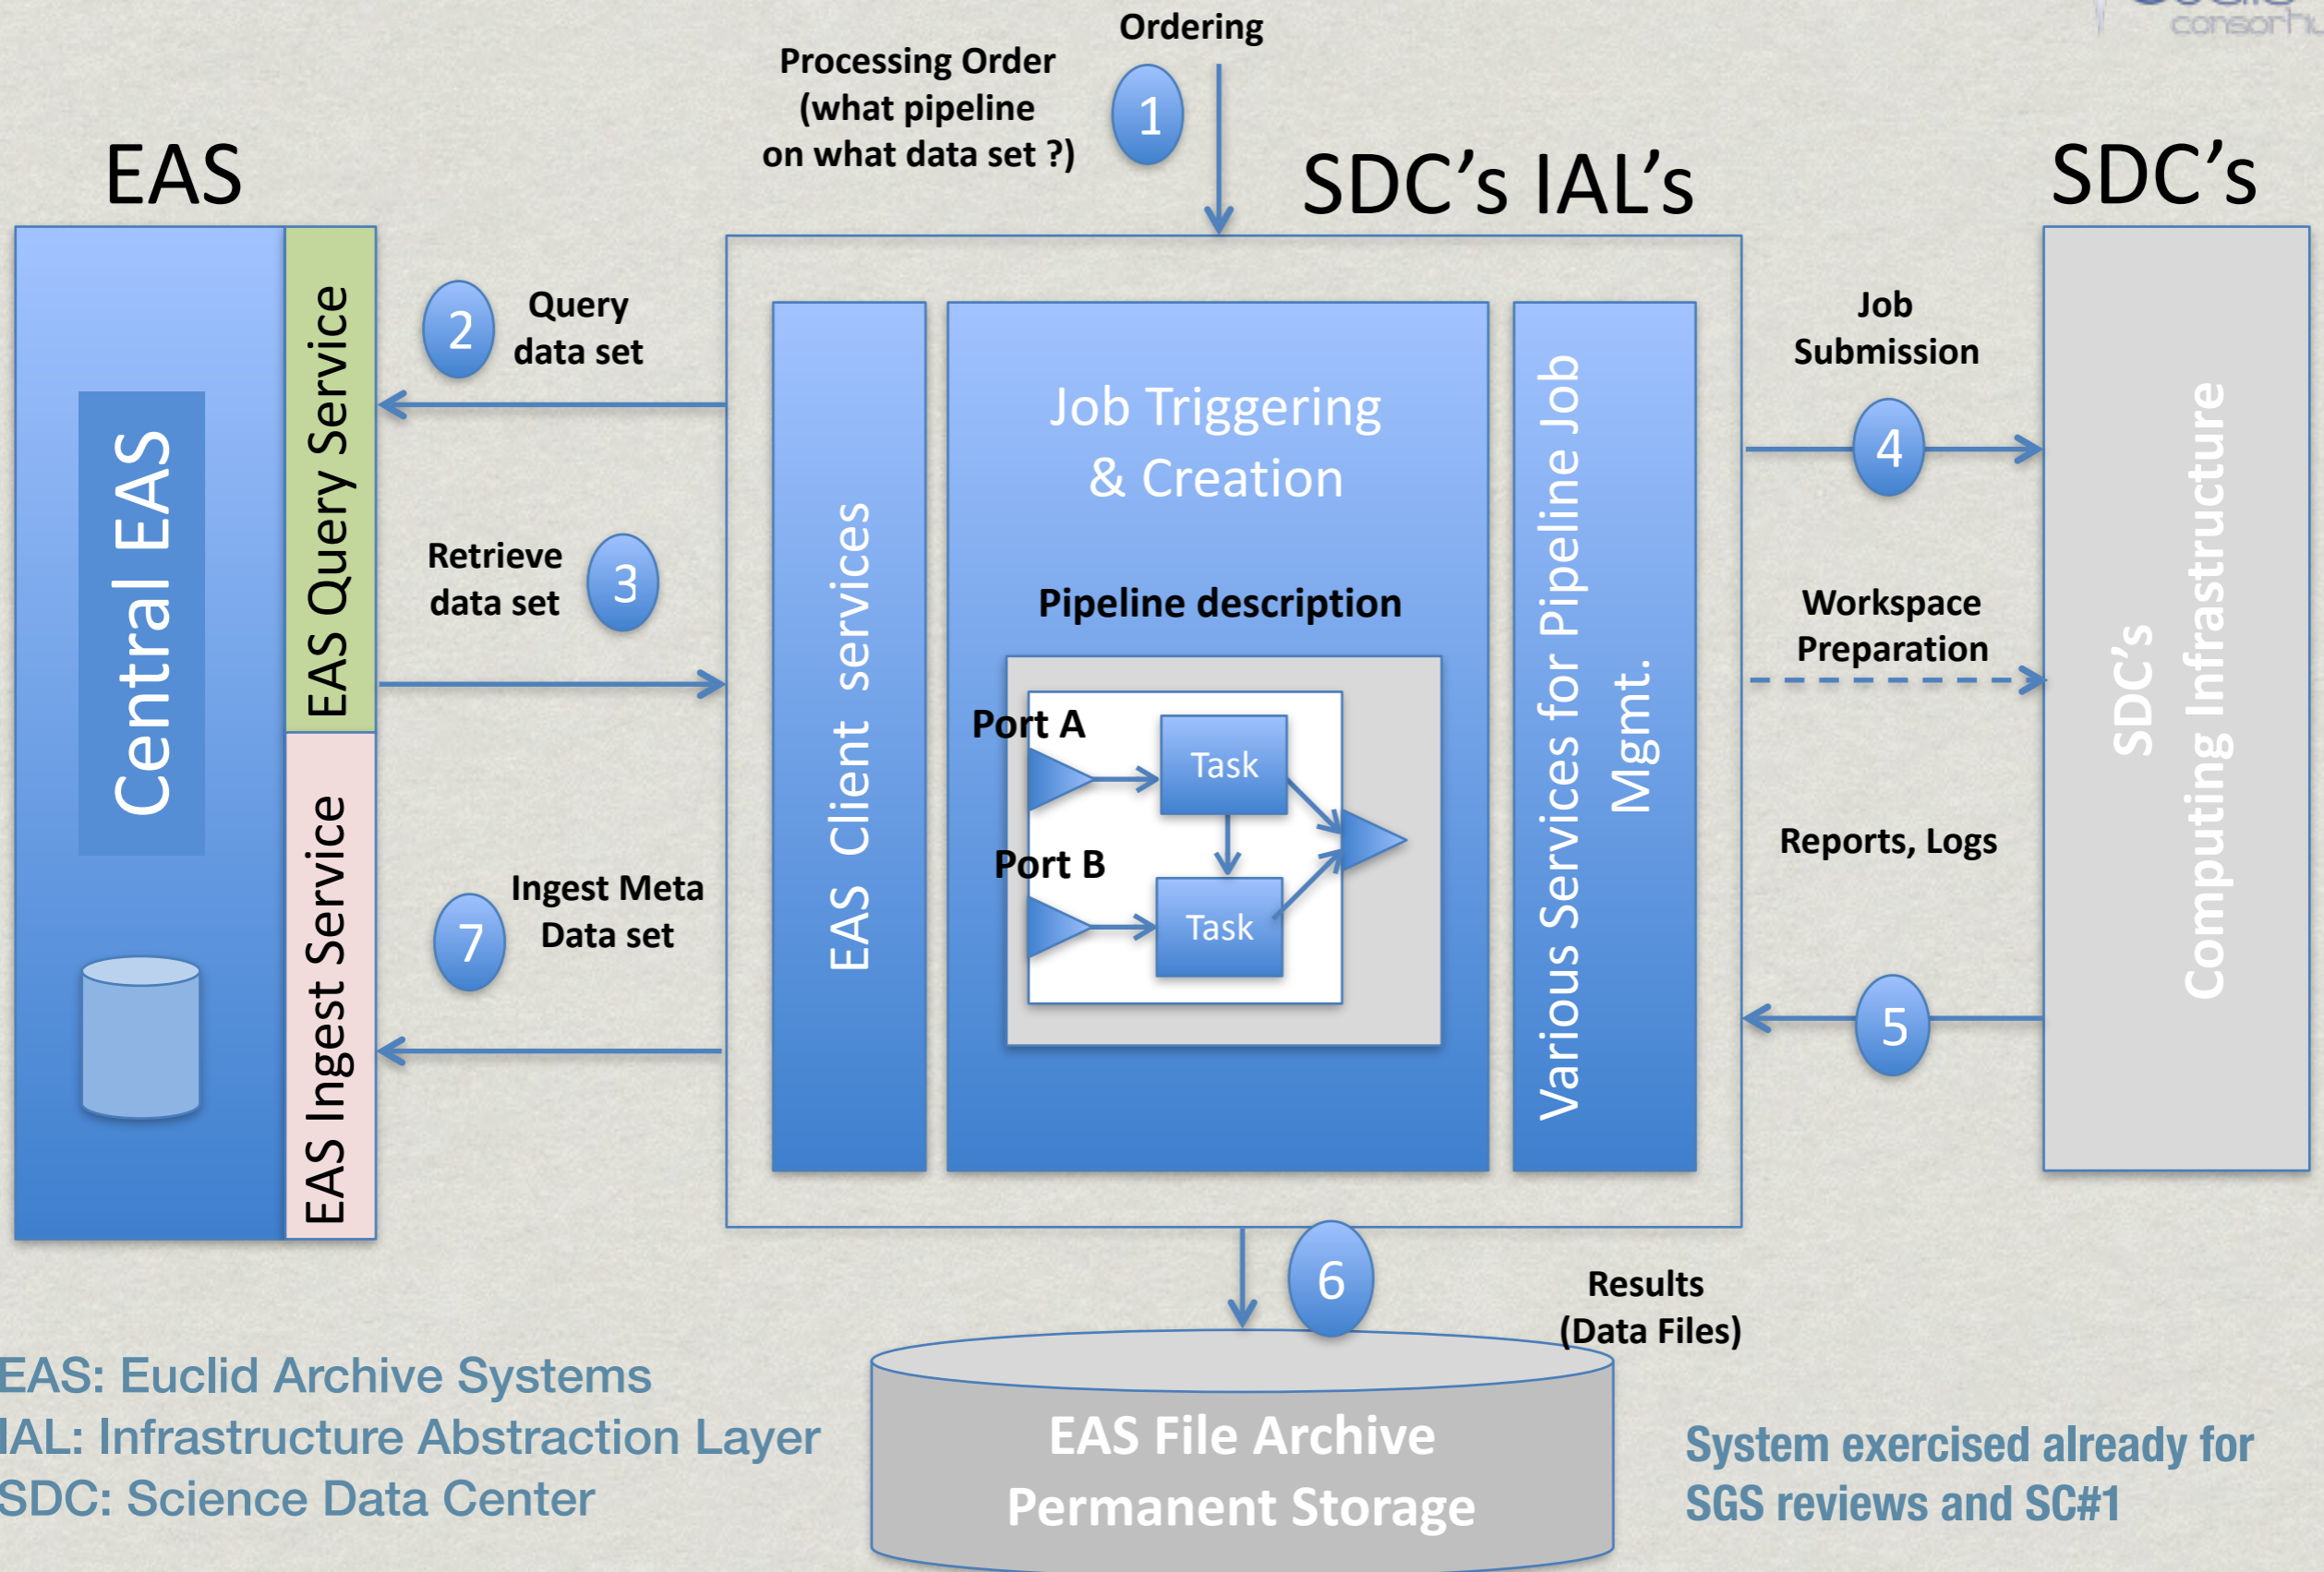 consortiu
Ordering
Processing Order
(what pipeline
on what data set ?)
1
EAS
SDC's IAL's
SDC's
Central EAS
EAS Query Service
EAS Ingest Service
2
Query
data set
Retrieve
data set
3
7
Ingest Meta
Data set
EAS Client services
Job Triggering
& Creation
Pipeline description
Port A
Task
Port B
Task
Various Services for Pipeline Job
Mgmt.
Job
Submission
4
Workspace
Preparation
Reports, Logs
5
SDC's
Computing Infrastructure
6
Results
(Data Files)
EAS File Archive
Permanent Storage
EAS: Euclid Archive Systems
IAL: Infrastructure Abstraction Layer
SDC: Science Data Center
System exercised already for
SGS reviews and SC#1